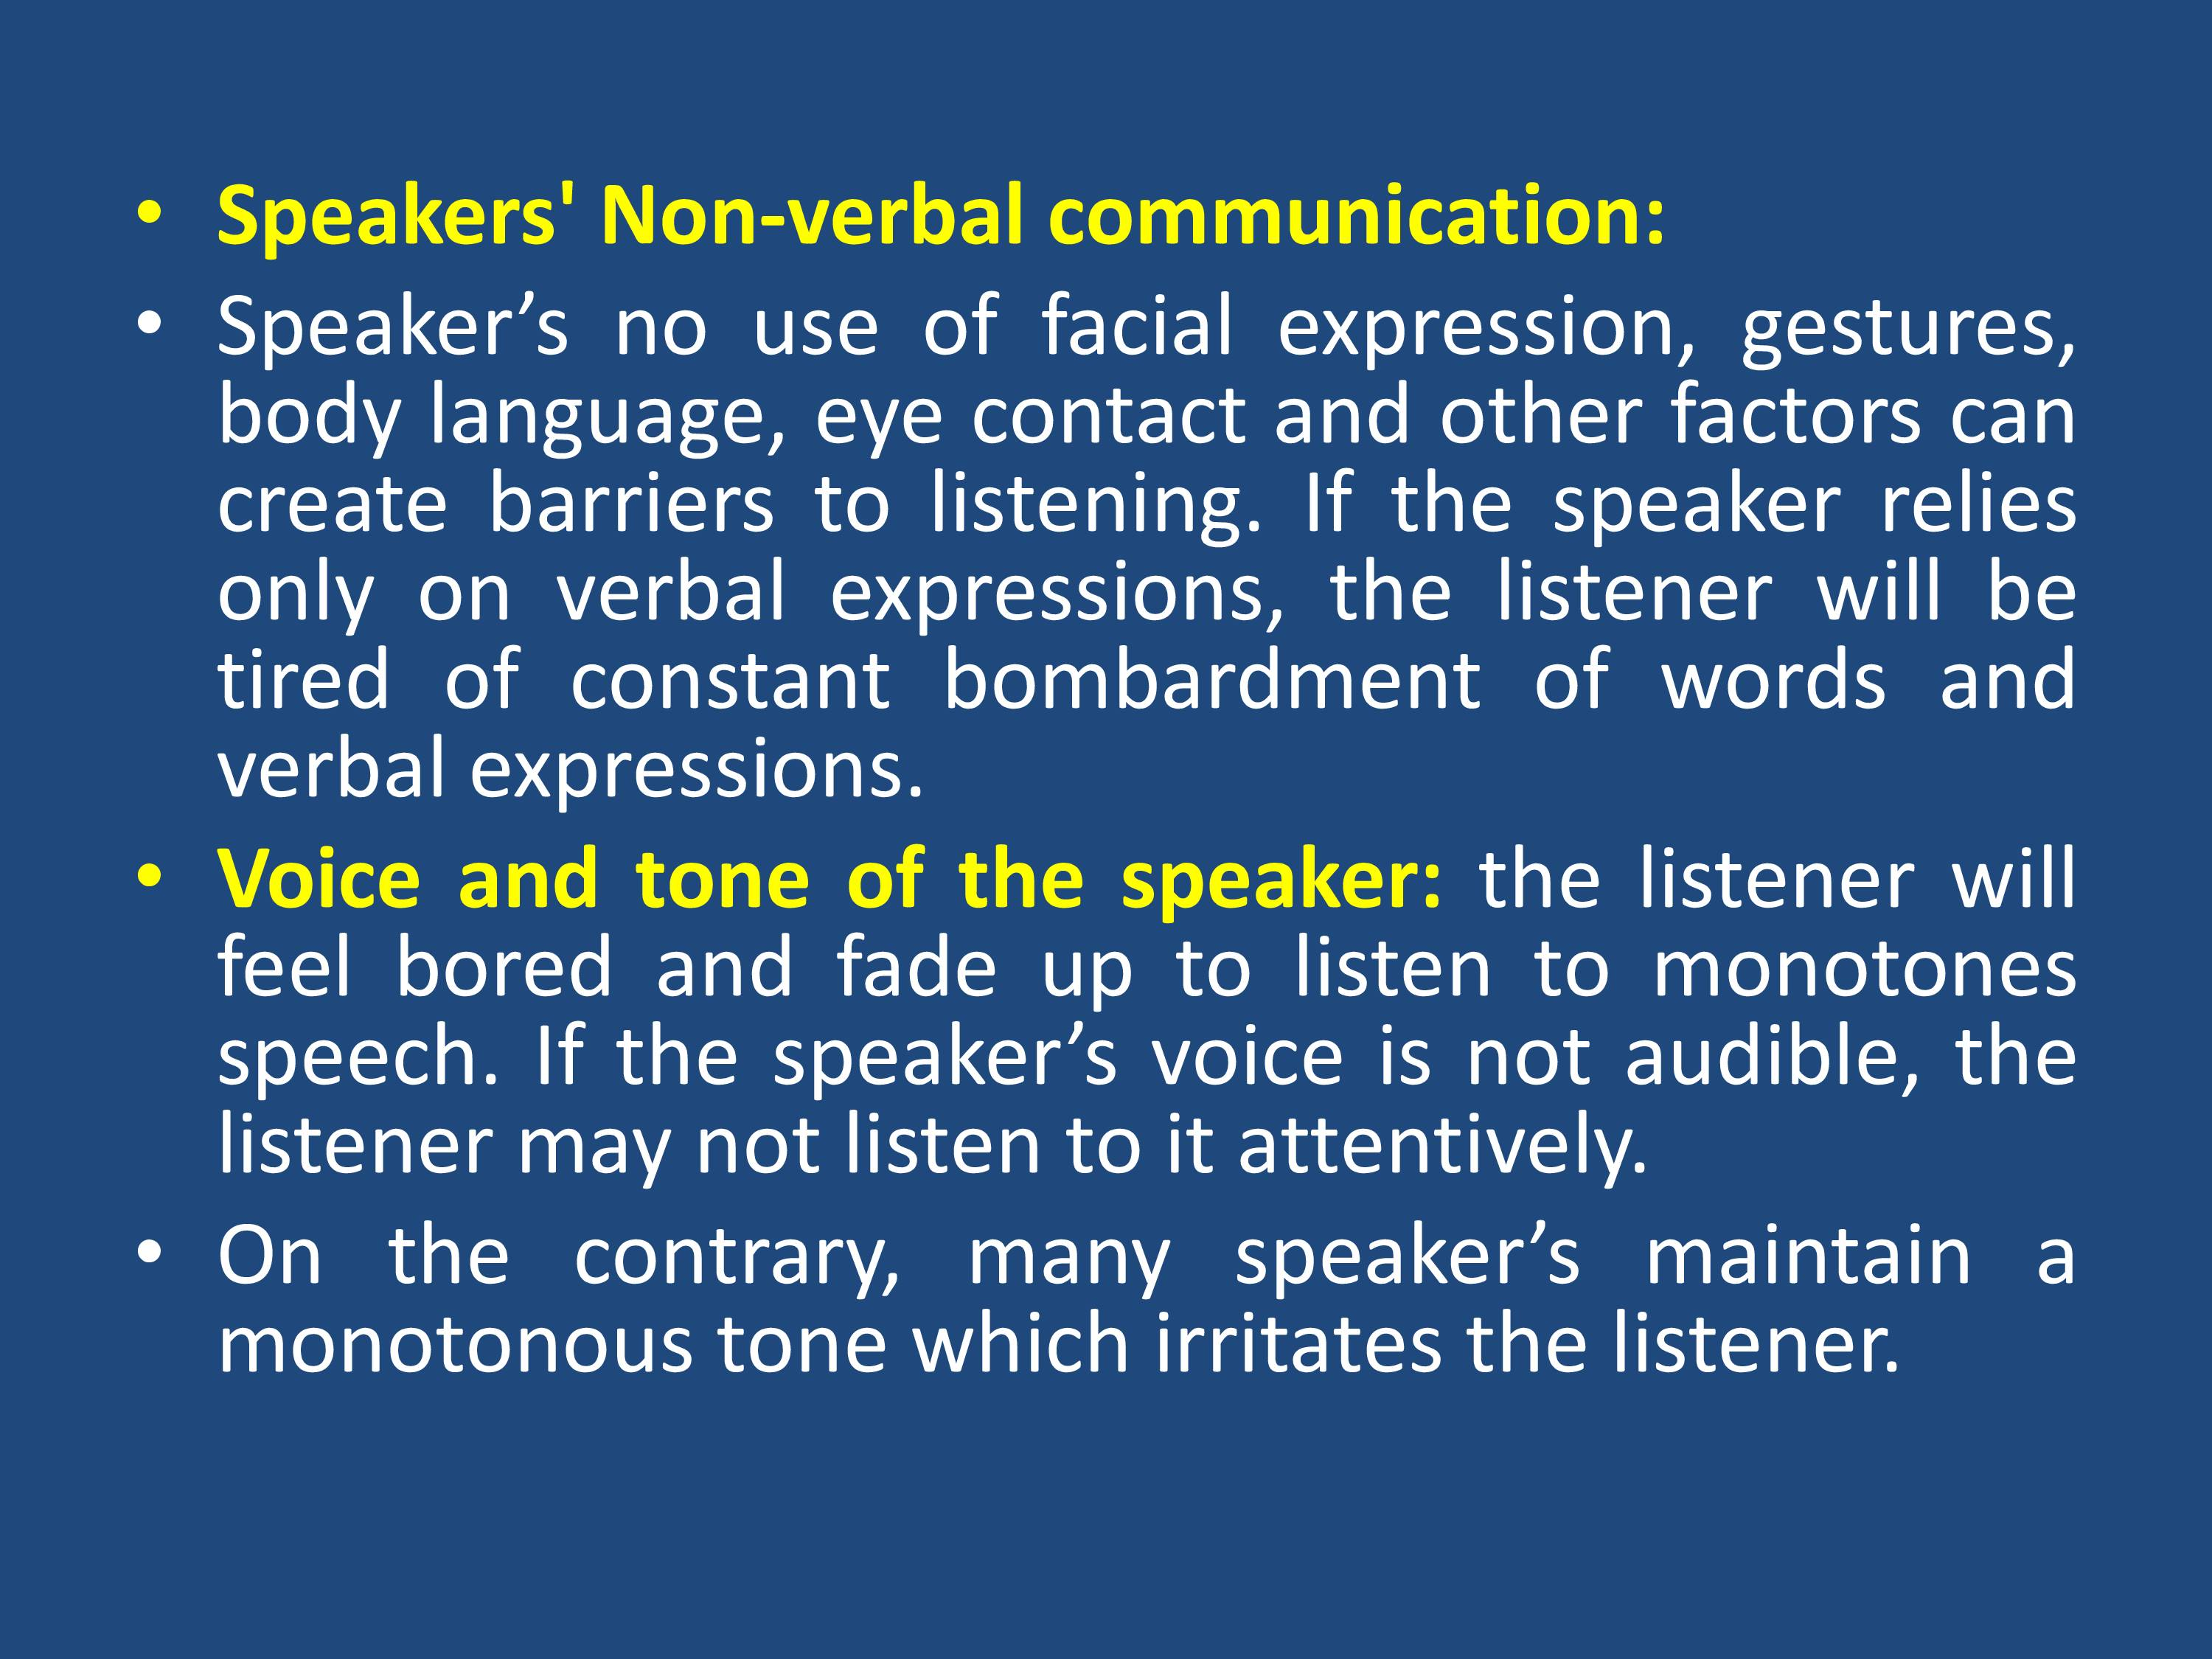 • Speakers' Non-verbal communication:
• Speaker’s no use of facial expression, gestures,
body language, eye contact and other factors can
create barriers to listening. If the speaker relies
only on verbal expressions, the listener will be
tired of constant bombardment of words and
verbal expressions.
• Voice and tone of the speaker: the listener will
feel bored and fade up to listen to monotones
speech. If the speaker’s voice is not audible, the
listener may not listen to it attentively.
• On the contrary, many speaker’s maintain a
monotonous tone which irritates the listener.